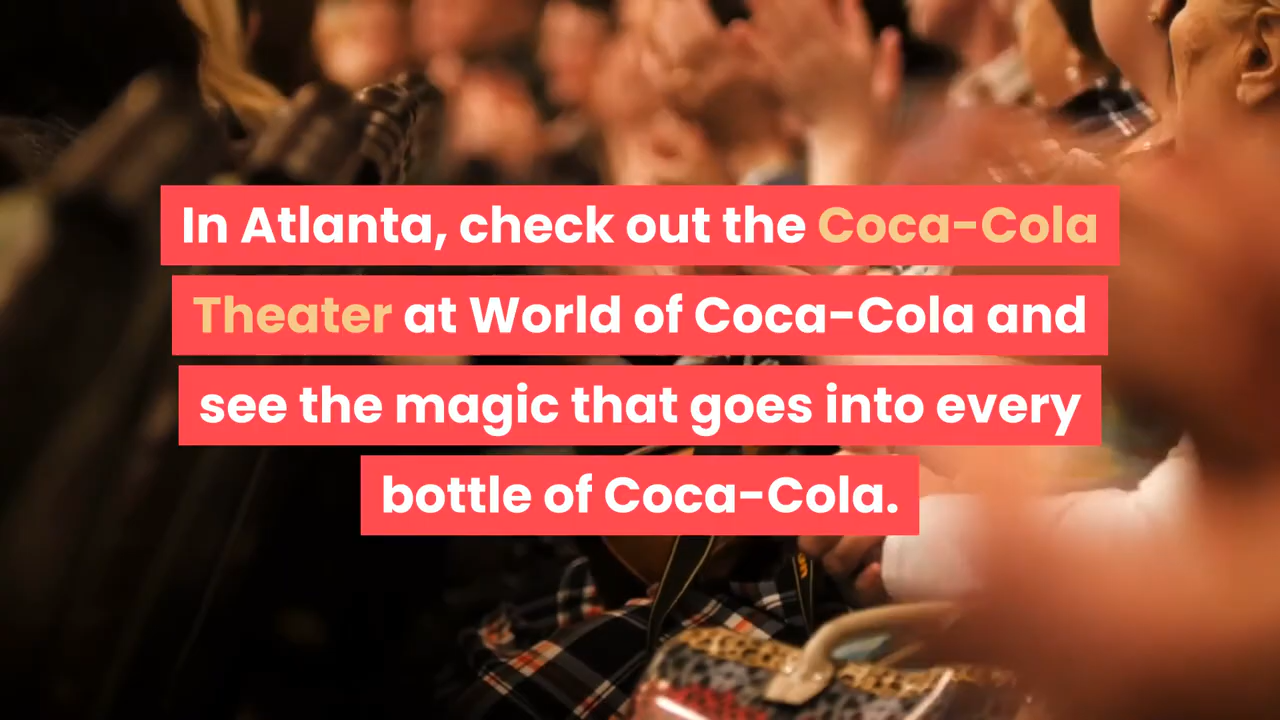 In Atlanta, check out the Coca-Cola
Theater at World of Coca-Cola and
see the magic that goes into every
bottle of Coca-Cola.